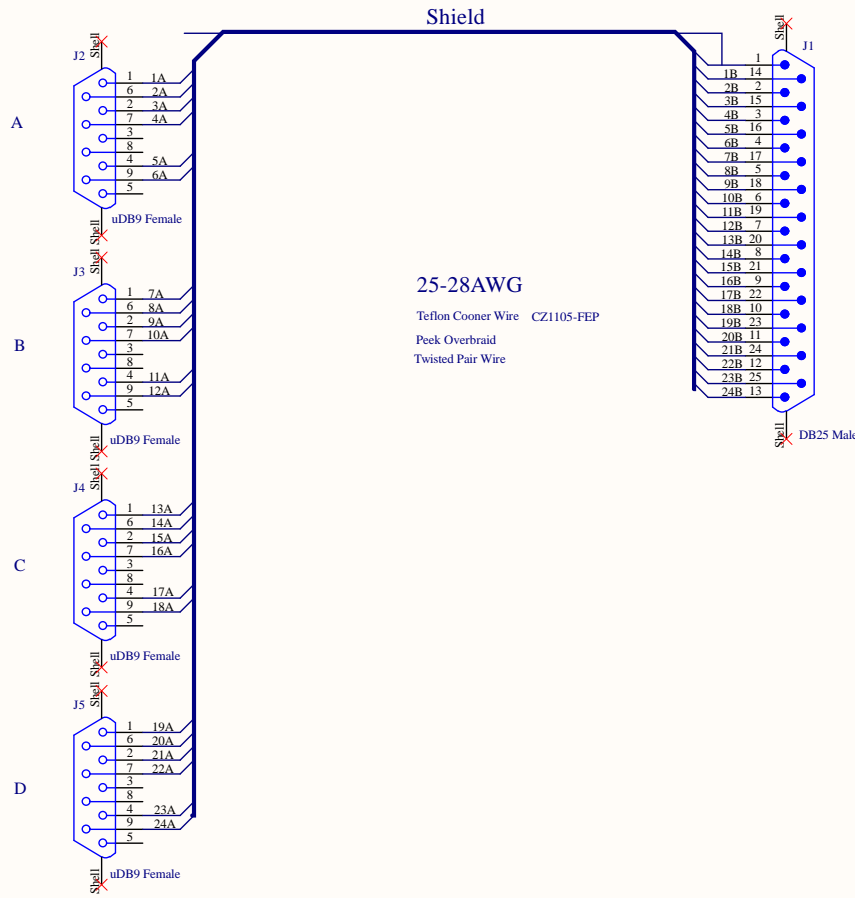 Shield
Shell
J2
1 1A
6 2A
2 3A
7 4A
3
8
4 5A
9 6A
5
A
uDB9 Female
Shell
Shell
J3
1 7A
6 8A
2 9A
7 10A
3
8
4 11A
9 12A
5
B
uDB9 Female
Shell
Shell
J4
1 13A
6 14A
2 15A
7 16A
3
8
4 17A
9 18A
5
C
uDB9 Female
Shell
Shell
J5
1 19A
6 20A
2 21A
7 22A
3
8
4 23A
9 24A
5
D
uDB9 Female
Shell
25-28AWG
Teflon Cooner Wire CZ1105-FEP
Peek Overbraid
Twisted Pair Wire
Shell
J1
1
1B 14
2B 2
3B 15
4B 3
5B 16
6B 4
7B 17
8B 5
9B 18
10B 6
11B 19
12B 7
13B 20
14B 8
15B 21
16B 9
17B 22
18B 10
19B 23
20B 11
21B 24
22B 12
23B 25
24B 13
Shell
DB25 Male